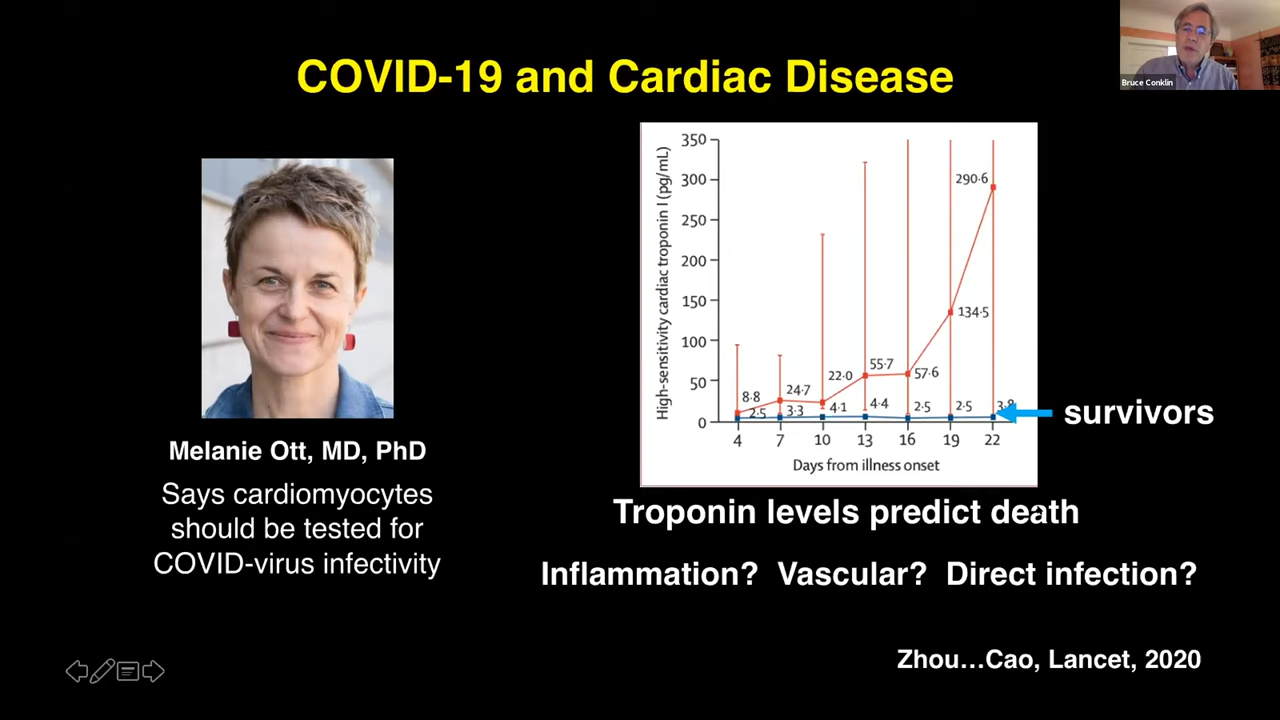 COVID-19 and Cardiac Disease
Bruce Conklin
Melanie Ott, MD, PhD
Says cardiomyocytes
should be tested for
COVID-virus infectivity
High-sensitivity cardiac troponin I (pg/mL)
350
300
250
200
150
100
50
0
290·6
134·5
55·7
57·6
22·0
24·7
8·8
2·5
3·3
4·1
4·4
2·5
2·5
3·8
4 7 10 13 16 19 22
Days from illness onset
survivors
Troponin levels predict death
Inflammation? Vascular? Direct infection?
Zhou...Cao, Lancet, 2020